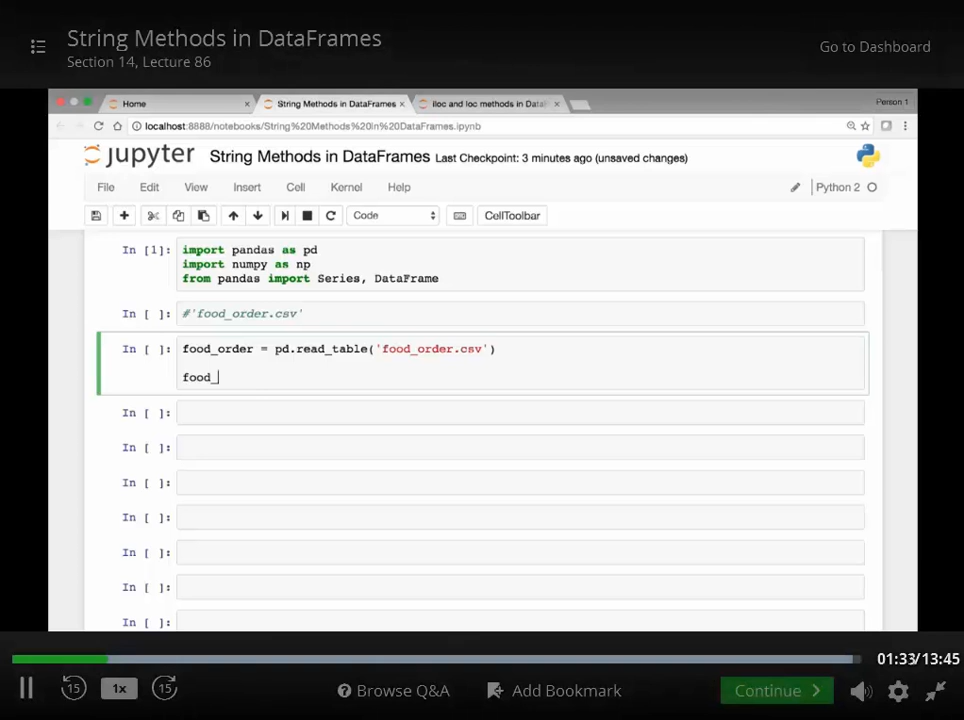 String Methods in DataFrames
Section 14, Lecture 86
Go to Dashboard
Home × String Methods in DataFrames × iloc and loc methods in DataF × Person 1
localhost:8888/notebooks/String%20Methods%20In%20DataFrames.ipynb
jupyter String Methods in DataFrames Last Checkpoint: 3 minutes ago (unsaved changes)
File Edit View Insert Cell Kernel Help Python 2
Code CellToolbar
In [1]: import pandas as pd
import numpy as np
from pandas import Series, DataFrame
In [ ]: #'food_order.csv'
In [ ]: food_order = pd.read_table('food_order.csv')
food_
In [ ]:
In [ ]:
In [ ]:
In [ ]:
In [ ]:
In [ ]:
In [ ]:
01:33/13:45
15 1x 15 Browse Q&A Add Bookmark Continue